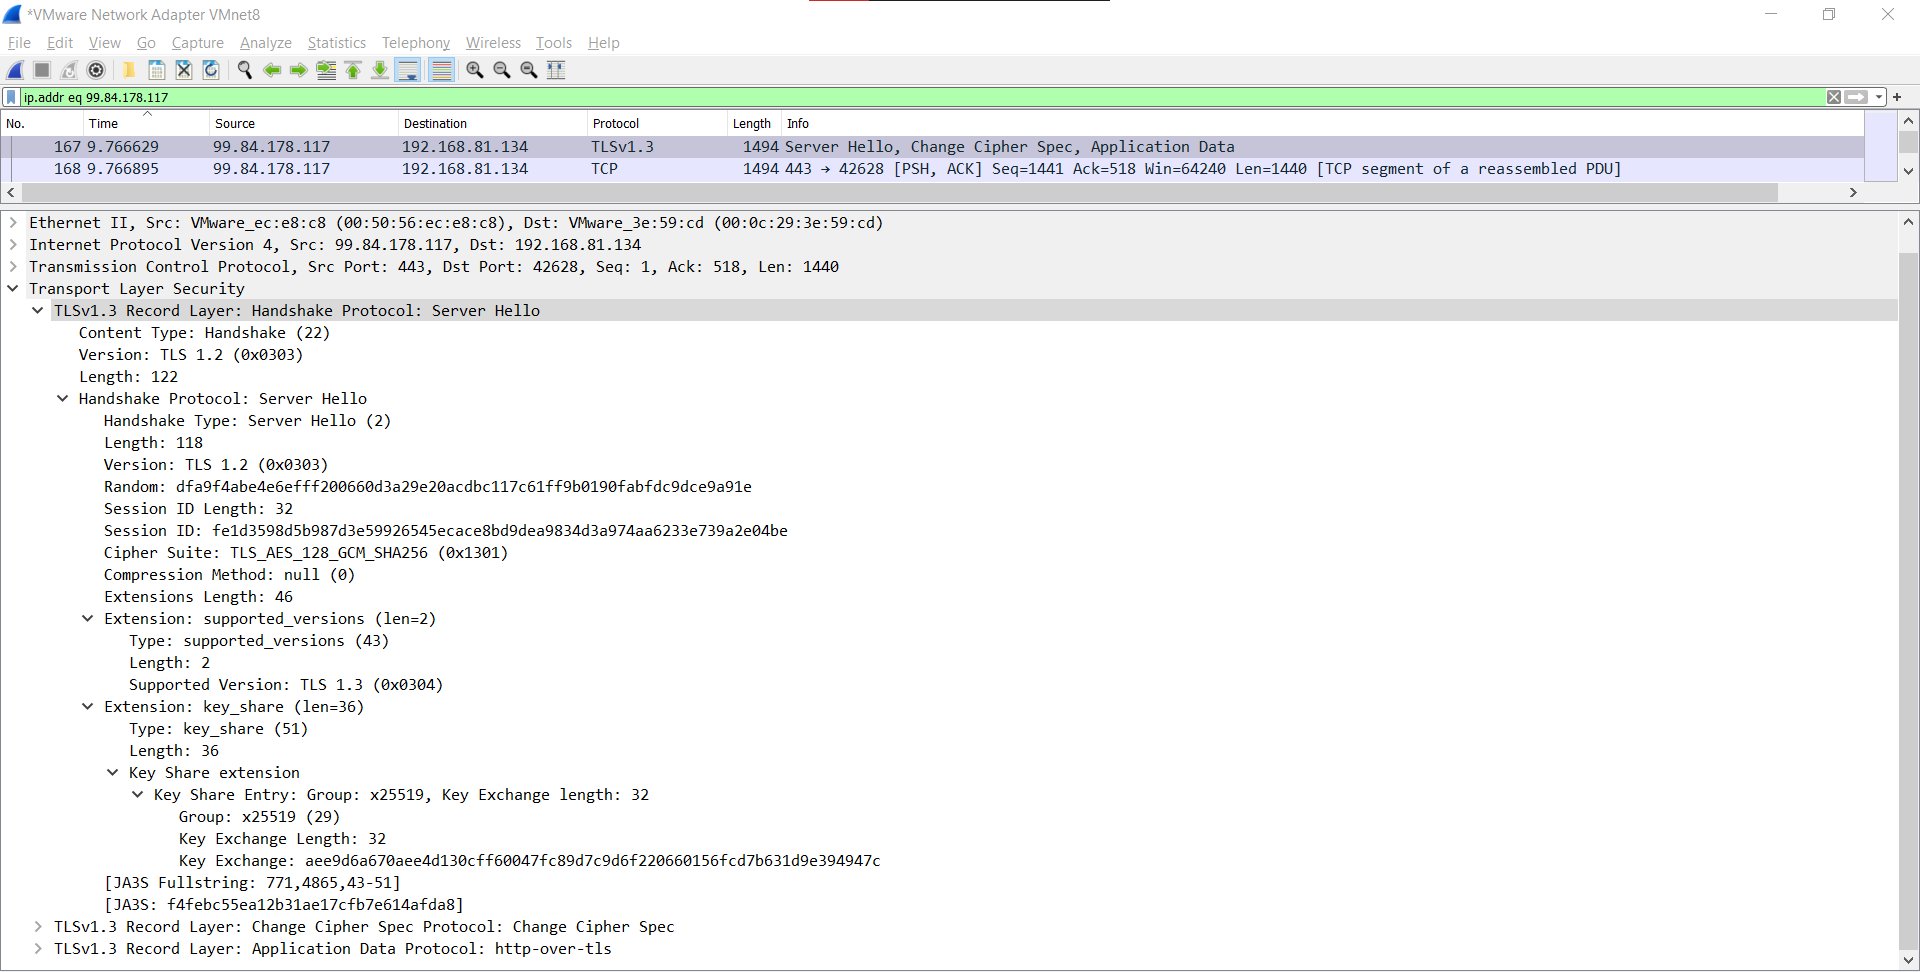 *VMware Network Adapter VMnet8
File Edit View Go Capture Analyze Statistics Telephony Wireless Tools Help
ip.addr eq 99.84.178.117
No. Time Source Destination Protocol Length Info
167 9.766629 99.84.178.117 192.168.81.134 TLSv1.3 1494 Server Hello, Change Cipher Spec, Application Data
168 9.766895 99.84.178.117 192.168.81.134 TCP 1494 443 → 42628 [PSH, ACK] Seq=1441 Ack=518 Win=64240 Len=1440 [TCP segment of a reassembled PDU]
Ethernet II, Src: VMware_ec:e8:c8 (00:50:56:ec:e8:c8), Dst: VMware_3e:59:cd (00:0c:29:3e:59:cd)
Internet Protocol Version 4, Src: 99.84.178.117, Dst: 192.168.81.134
Transmission Control Protocol, Src Port: 443, Dst Port: 42628, Seq: 1, Ack: 518, Len: 1440
Transport Layer Security
TLSv1.3 Record Layer: Handshake Protocol: Server Hello
Content Type: Handshake (22)
Version: TLS 1.2 (0x0303)
Length: 122
Handshake Protocol: Server Hello
Handshake Type: Server Hello (2)
Length: 118
Version: TLS 1.2 (0x0303)
Random: dfa9f4abe4e6efff200660d3a29e20acdbc117c61ff9b0190fabfdc9dce9a91e
Session ID Length: 32
Session ID: fe1d3598d5b987d3e59926545ecace8bd9dea9834d3a974aa6233e739a2e04be
Cipher Suite: TLS_AES_128_GCM_SHA256 (0x1301)
Compression Method: null (0)
Extensions Length: 46
Extension: supported_versions (len=2)
Type: supported_versions (43)
Length: 2
Supported Version: TLS 1.3 (0x0304)
Extension: key_share (len=36)
Type: key_share (51)
Length: 36
Key Share extension
Key Share Entry: Group: x25519, Key Exchange length: 32
Group: x25519 (29)
Key Exchange Length: 32
Key Exchange: aee9d6a670aee4d130cff60047fc89d7c9d6f220660156fcd7b631d9e394947c
[JA3S Fullstring: 771,4865,43-51]
[JA3S: f4febc55ea12b31ae17cfb7e614afda8]
TLSv1.3 Record Layer: Change Cipher Spec Protocol: Change Cipher Spec
TLSv1.3 Record Layer: Application Data Protocol: http-over-tls